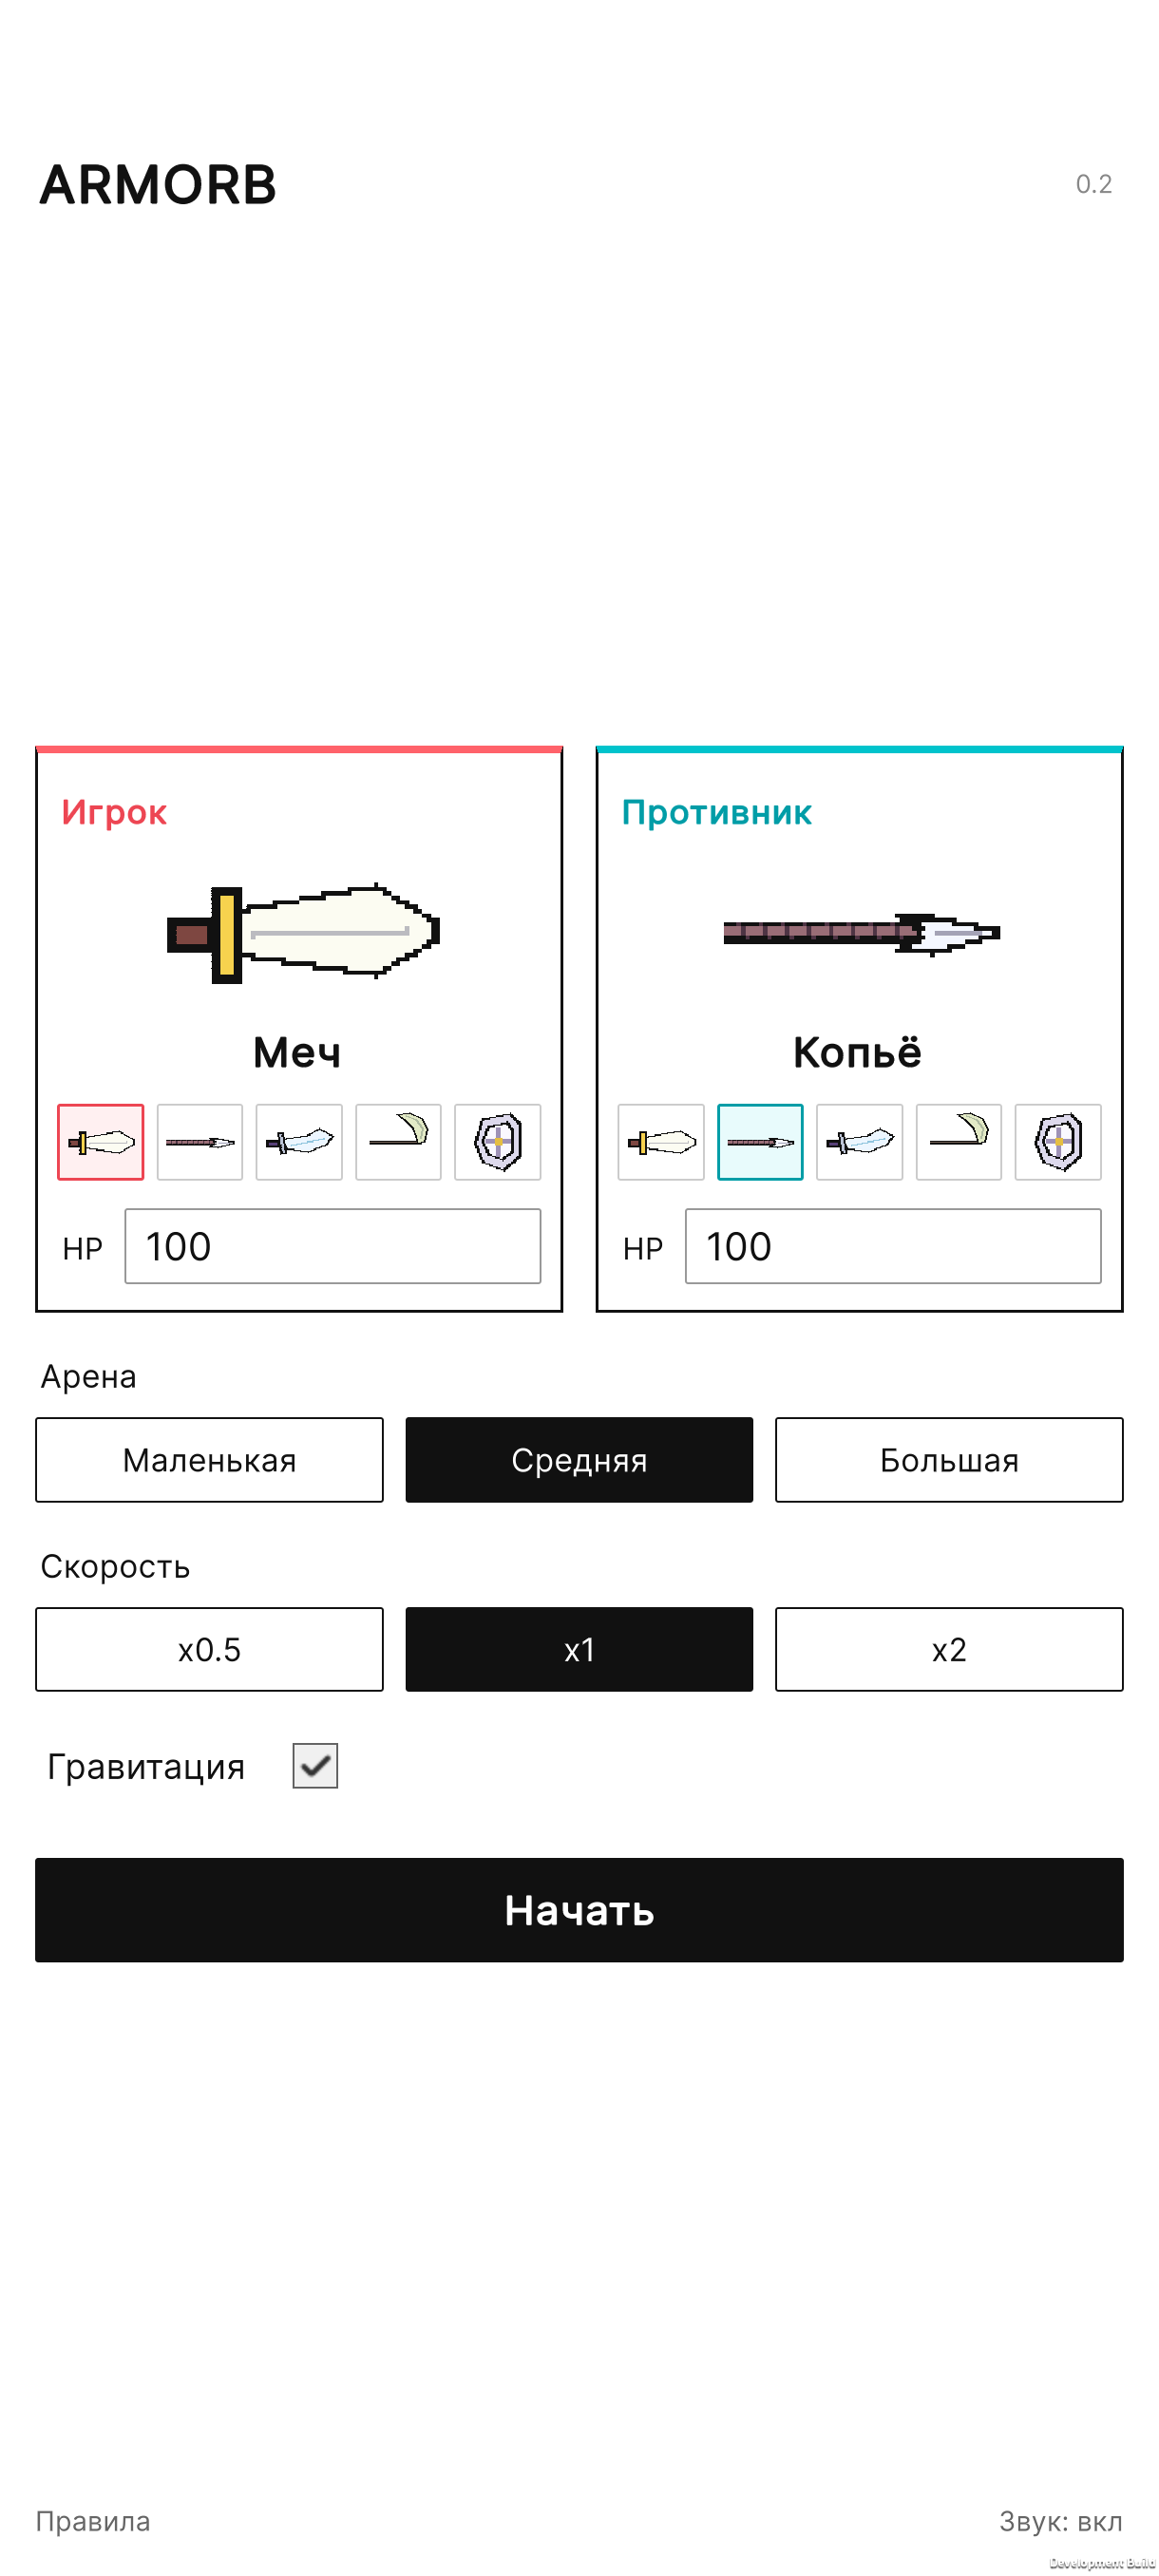 ARMORB
0.2
Игрок
Противник
Меч
Копьё
HP
100
HP
100
Арена
Маленькая
Средняя
Большая
Скорость
x0.5
x1
x2
Гравитация
Начать
Правила
Звук: вкл
Development Build